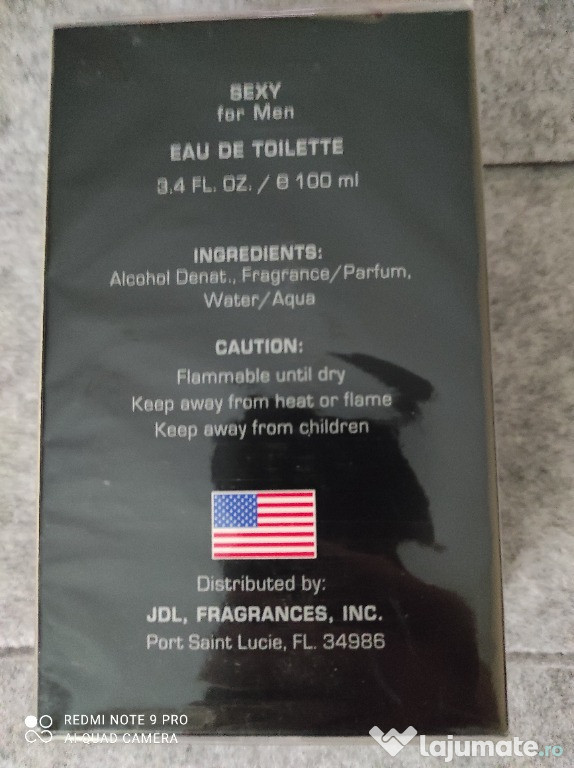 SEXY
for Men
EAU DE TOILETTE
3,4 FL. OZ. / e 100 ml
INGREDIENTS:
Alcohol Denat., Fragrance/Parfum,
Water/Aqua
CAUTION:
Flammable until dry
Keep away from heat or flame
Keep away from children
Distributed by:
JDL, FRAGRANCES, INC.
Port Saint Lucie, FL. 34986
REDMI NOTE 9 PRO
AI QUAD CAMERA
lajumate.ro